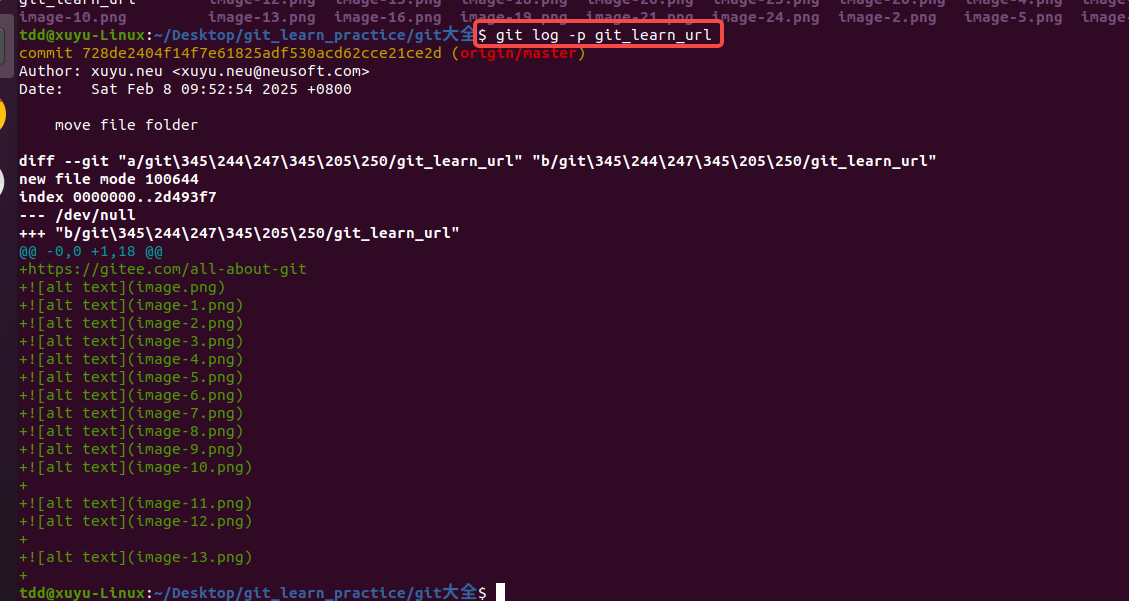 git_learn_url image-12.png image-15.png image-18.png image-20.png image-23.png image-26.png image-4.png image-
image-10.png image-13.png image-16.png image-19.png image-21.png image-24.png image-2.png image-5.png image-
tdd@xuyu-Linux:~/Desktop/git_learn_practice/git大全$ git log -p git_learn_url
commit 728de2404f14f7e61825adf530acd62cce21ce2d (origin/master)
Author: xuyu.neu <xuyu.neu@neusoft.com>
Date:   Sat Feb 8 09:52:54 2025 +0800
    move file folder
diff --git "a/git\345\244\247\345\205\250/git_learn_url" "b/git\345\244\247\345\205\250/git_learn_url"
new file mode 100644
index 0000000..2d493f7
--- /dev/null
+++ "b/git\345\244\247\345\205\250/git_learn_url"
@@ -0,0 +1,18 @@
+https://gitee.com/all-about-git
+![alt text](image.png)
+![alt text](image-1.png)
+![alt text](image-2.png)
+![alt text](image-3.png)
+![alt text](image-4.png)
+![alt text](image-5.png)
+![alt text](image-6.png)
+![alt text](image-7.png)
+![alt text](image-8.png)
+![alt text](image-9.png)
+![alt text](image-10.png)
+
+![alt text](image-11.png)
+![alt text](image-12.png)
+
+![alt text](image-13.png)
+
tdd@xuyu-Linux:~/Desktop/git_learn_practice/git大全$